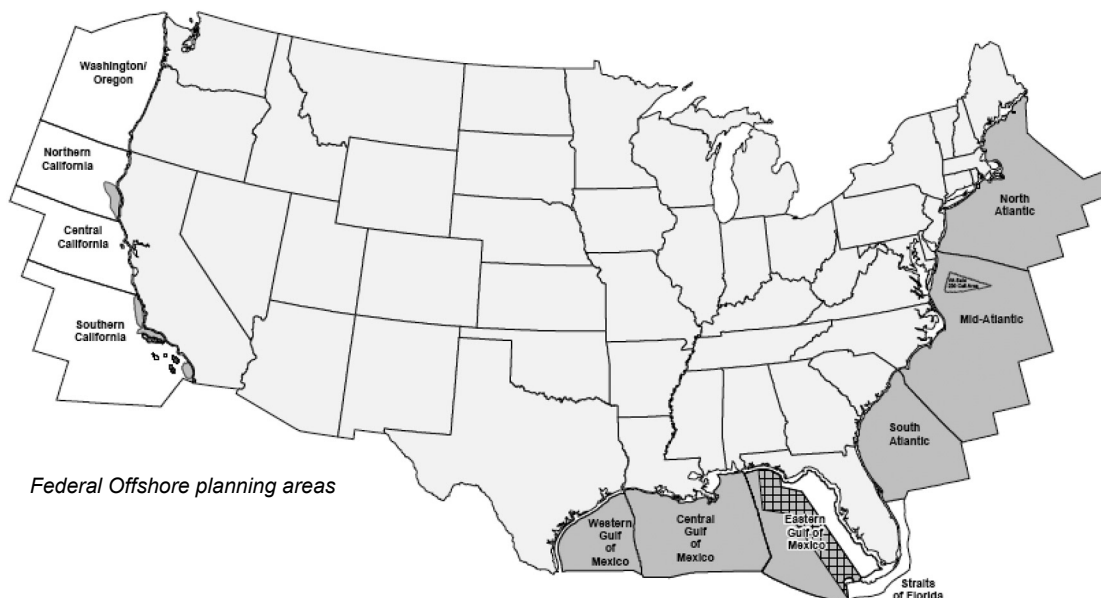 Washington/
Oregon
Northern
California
Central
California
Southern
California
North
Atlantic
Mid-Atlantic
South
Atlantic
Federal Offshore planning areas
Western
Gulf
of
Mexico
Central
Gulf
of
Mexico
Eastern
Gulf of
Mexico
Straits
of Florida